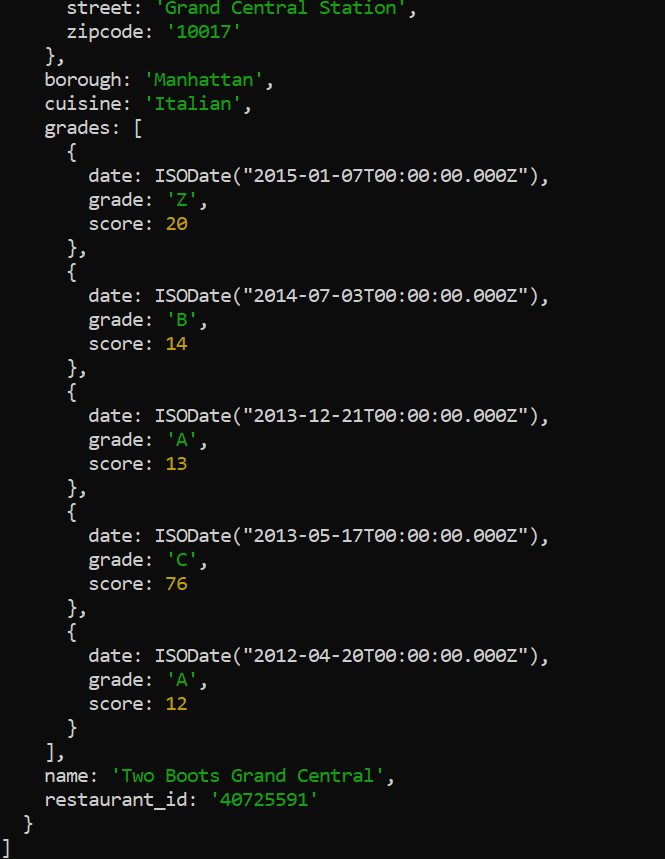 street: 'Grand Central Station',
zipcode: '10017'
},
borough: 'Manhattan',
cuisine: 'Italian',
grades: [
{
date: ISODate("2015-01-07T00:00:00.000Z"),
grade: 'Z',
score: 20
},
{
date: ISODate("2014-07-03T00:00:00.000Z"),
grade: 'B',
score: 14
},
{
date: ISODate("2013-12-21T00:00:00.000Z"),
grade: 'A',
score: 13
},
{
date: ISODate("2013-05-17T00:00:00.000Z"),
grade: 'C',
score: 76
},
{
date: ISODate("2012-04-20T00:00:00.000Z"),
grade: 'A',
score: 12
}
],
name: 'Two Boots Grand Central',
restaurant_id: '40725591'
}
]